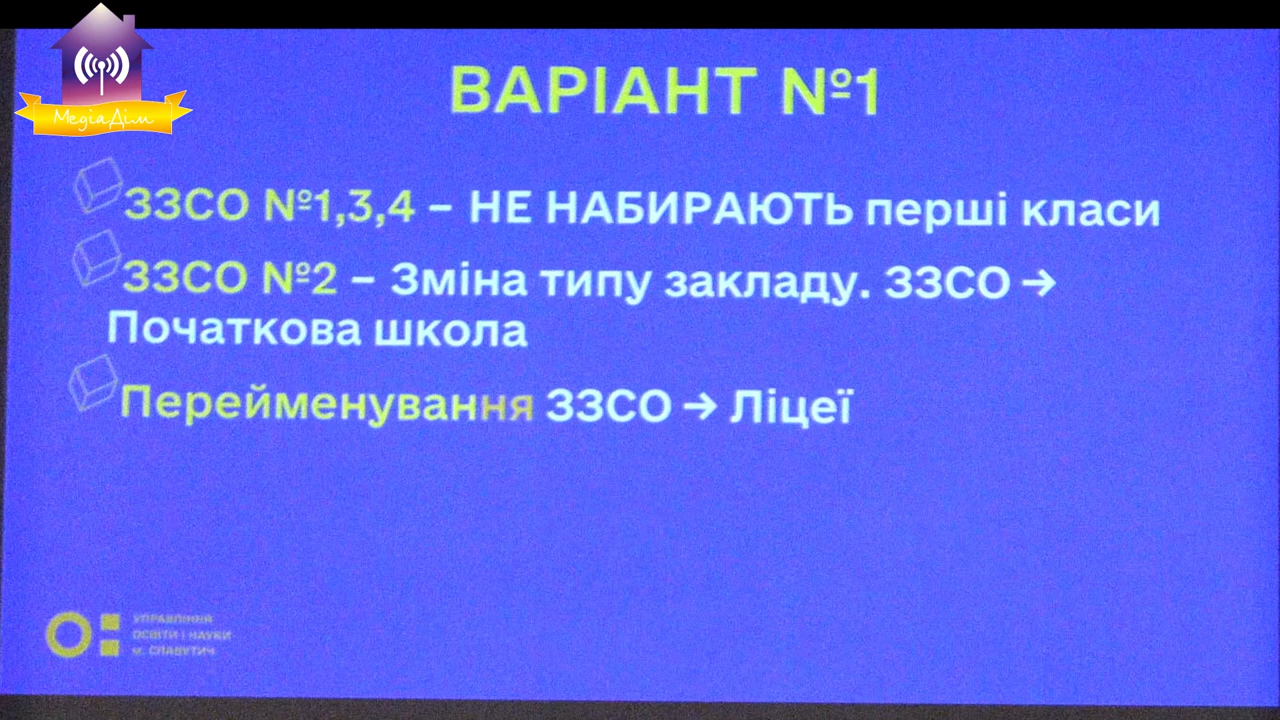 МедіаДім
ВАРІАНТ №1
ЗЗСО №1,3,4 – НЕ НАБИРАЮТЬ перші класи
ЗЗСО №2 – Зміна типу закладу. ЗЗСО →
Початкова школа
Перейменування ЗЗСО → Ліцеї
УПРАВЛІННЯ
ОСВІТИ І НАУКИ
м. СЛАВУТИЧ